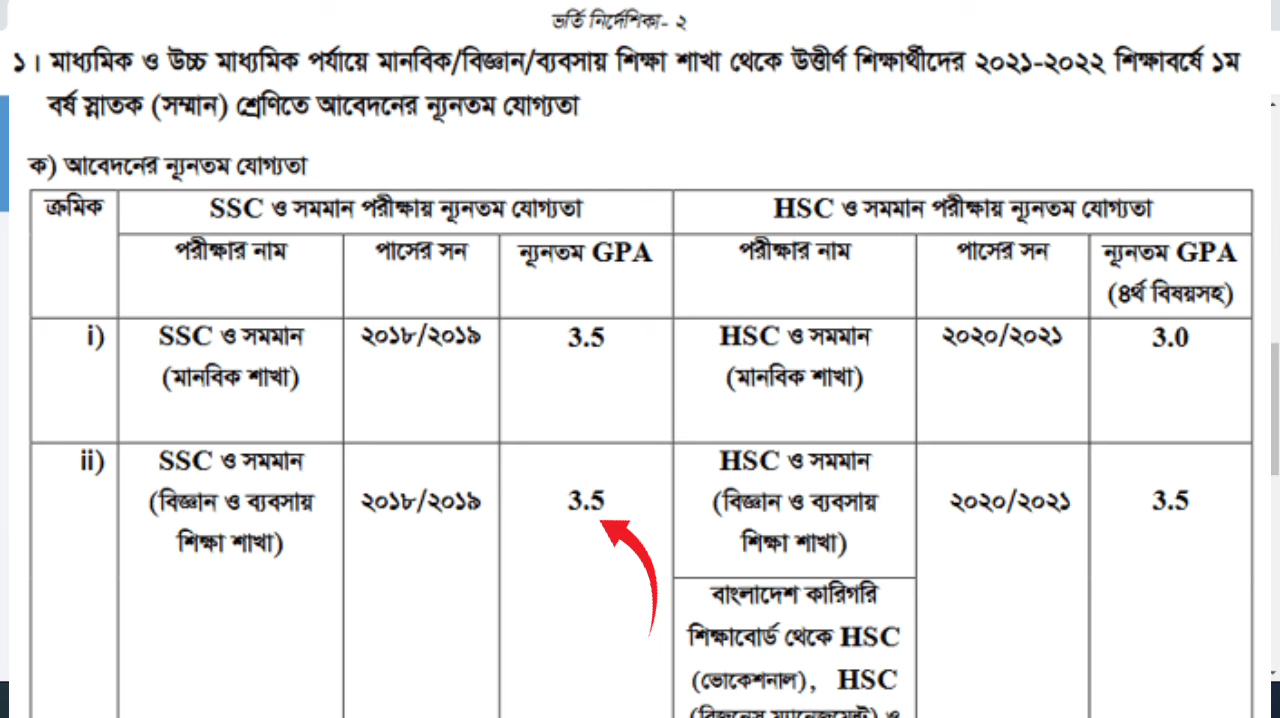 ভর্তি নির্দেশিকা- ২
১। মাধ্যমিক ও উচ্চ মাধ্যমিক পর্যায়ে মানবিক/বিজ্ঞান/ব্যবসায় শিক্ষা শাখা থেকে উত্তীর্ণ শিক্ষার্থীদের ২০২১-২০২২ শিক্ষাবর্ষে ১ম
বর্ষ স্নাতক (সম্মান) শ্রেণিতে আবেদনের ন্যূনতম যোগ্যতা
ক) আবেদনের ন্যূনতম যোগ্যতা
ক্রমিক SSC ও সমমান পরীক্ষায় ন্যূনতম যোগ্যতা HSC ও সমমান পরীক্ষায় ন্যূনতম যোগ্যতা
পরীক্ষার নাম পাসের সন ন্যূনতম GPA পরীক্ষার নাম পাসের সন ন্যূনতম GPA
(৪র্থ বিষয়সহ)
i) SSC ও সমমান ২০১৮/২০১৯ 3.5 HSC ও সমমান ২০২০/২০২১ 3.0
(মানবিক শাখা) (মানবিক শাখা)
ii) SSC ও সমমান HSC ও সমমান
(বিজ্ঞান ও ব্যবসায় ২০১৮/২০১৯ 3.5 (বিজ্ঞান ও ব্যবসায় ২০২০/২০২১ 3.5
শিক্ষা শাখা) শিক্ষা শাখা)
বাংলাদেশ কারিগরি
শিক্ষাবোর্ড থেকে HSC
(ভোকেশনাল), HSC
(বিজনেস ম্যানেজমেন্ট) ও